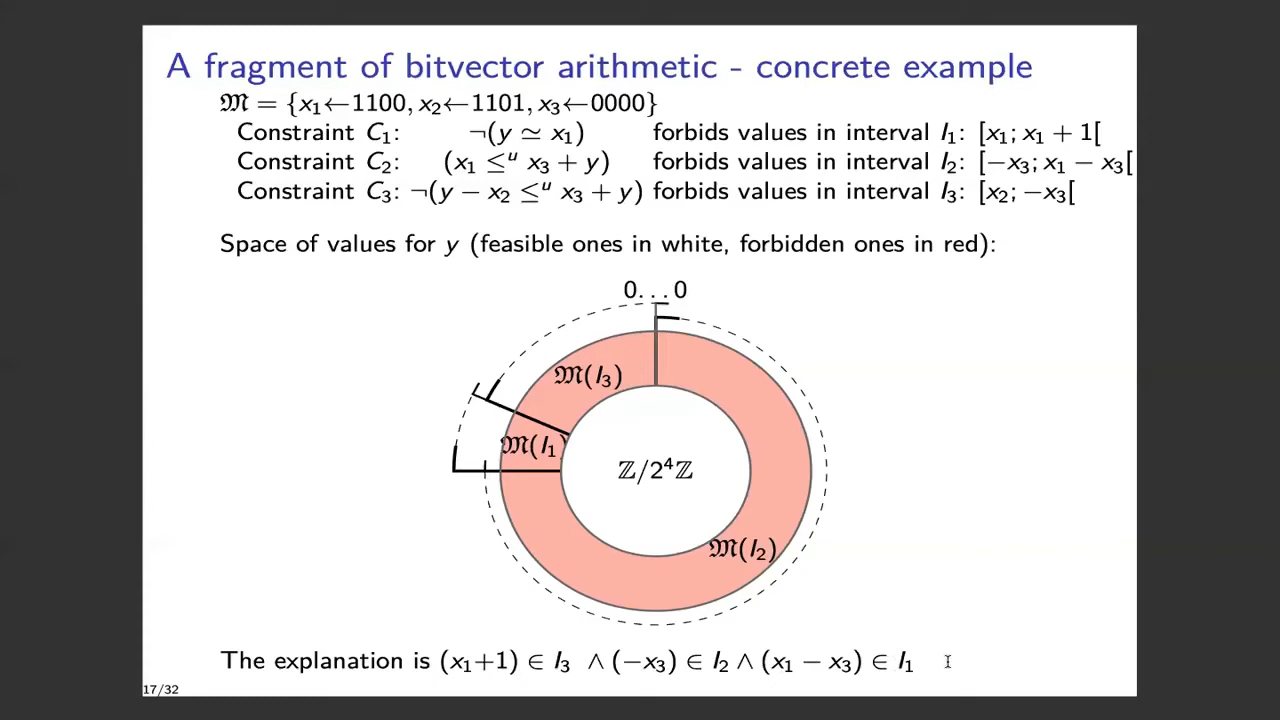 A fragment of bitvector arithmetic - concrete example
𝔐 = {x₁←1100, x₂←1101, x₃←0000}
Constraint C₁: ¬(y ≃ x₁) forbids values in interval I₁: [x₁; x₁ + 1[
Constraint C₂: (x₁ ≤ᵘ x₃ + y) forbids values in interval I₂: [−x₃; x₁ − x₃[
Constraint C₃: ¬(y − x₂ ≤ᵘ x₃ + y) forbids values in interval I₃: [x₂; −x₃[
Space of values for y (feasible ones in white, forbidden ones in red):
0...0
𝔐(I₃)
𝔐(I₁)
ℤ/2⁴ℤ
𝔐(I₂)
The explanation is (x₁+1) ∈ I₃ ∧ (−x₃) ∈ I₂ ∧ (x₁ − x₃) ∈ I₁
17/32